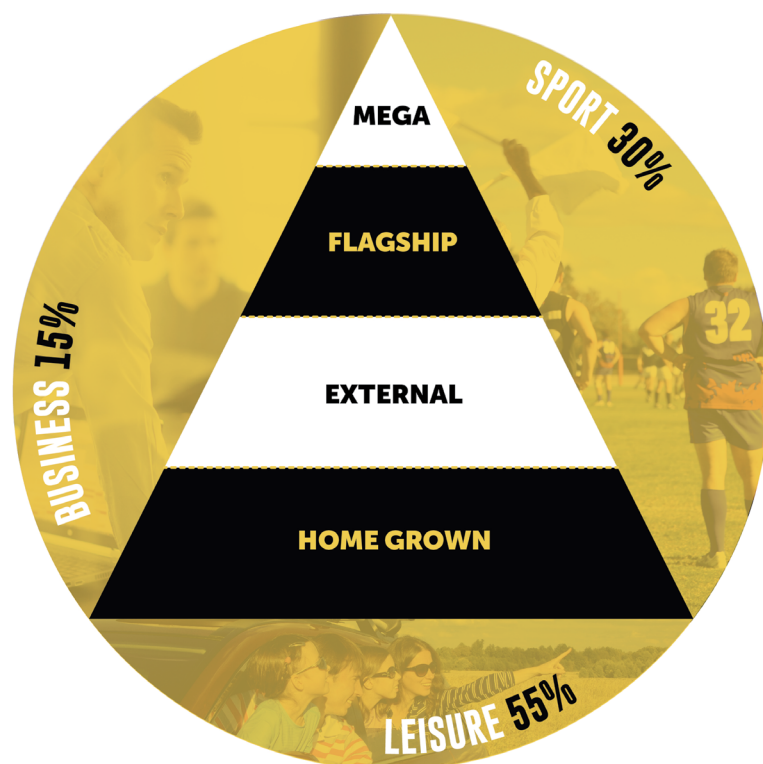 MEGA
FLAGSHIP
EXTERNAL
HOME GROWN
SPORT 30%
BUSINESS 15%
LEISURE 55%
32